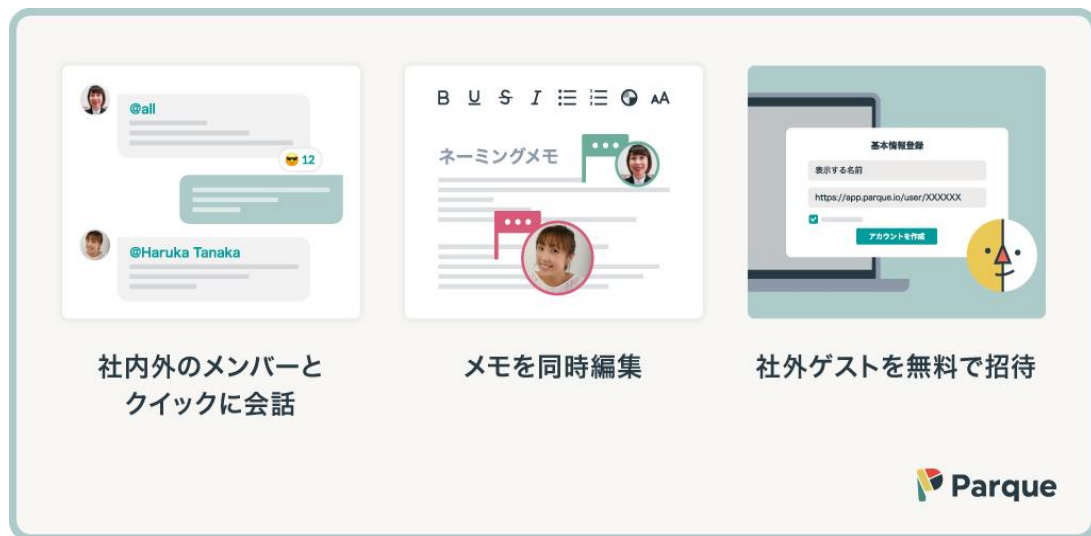 @all
12
@Haruka Tanaka
社内外のメンバーと
クイックに会話
B U S I AA
ネーミングメモ
メモを同時編集
基本情報登録
表示する名前
https://app.parque.io/user/XXXXXX
アカウントを作成
社外ゲストを無料で招待
Parque